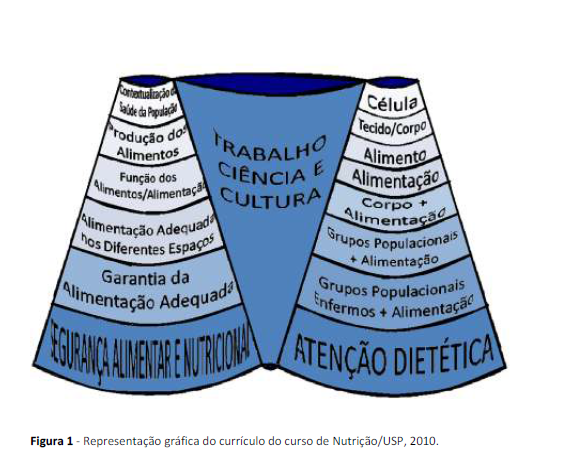 Contextualização da
Saúde da População
Produção dos
Alimentos
Função dos
Alimentos/Alimentação
Alimentação Adequada
nos Diferentes Espaços
Garantia da
Alimentação Adequada
SEGURANÇA ALIMENTAR E NUTRICIONAL
TRABALHO
CIÊNCIA E
CULTURA
Célula
Tecido/Corpo
Alimento
Alimentação
Corpo +
Alimentação
Grupos Populacionais
+ Alimentação
Grupos Populacionais
Enfermos + Alimentação
ATENÇÃO DIETÉTICA
Figura 1 - Representação gráfica do currículo do curso de Nutrição/USP, 2010.